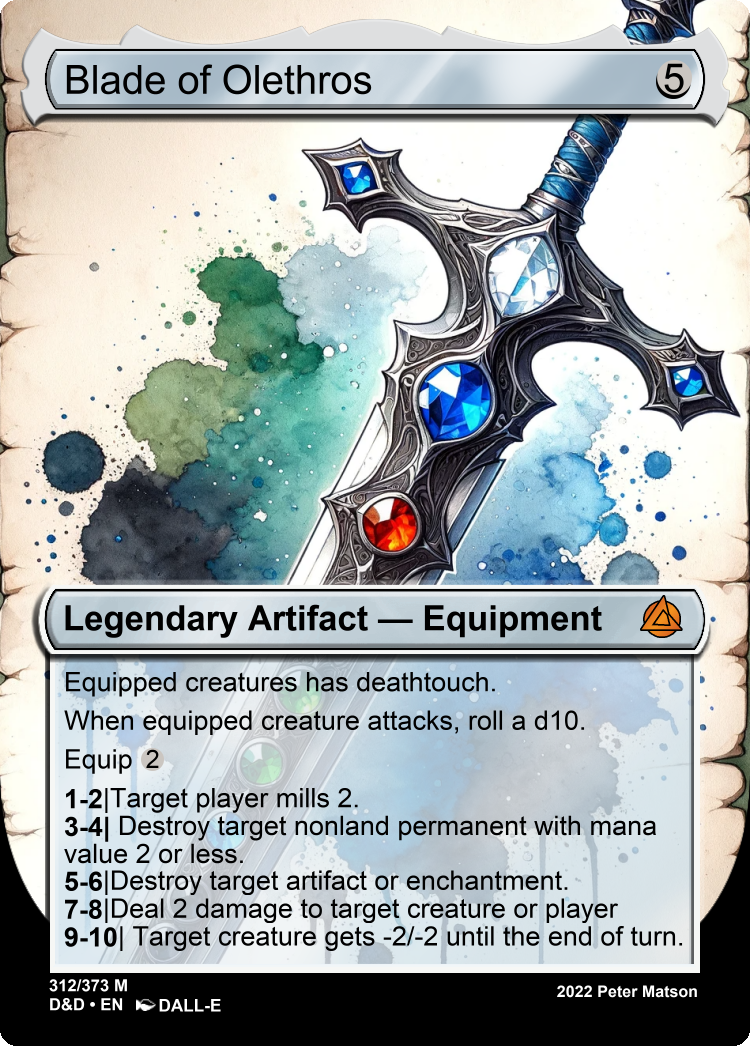 Blade of Olethros 5
Legendary Artifact — Equipment
Equipped creatures has deathtouch.
When equipped creature attacks, roll a d10.
Equip 2
1-2|Target player mills 2.
3-4| Destroy target nonland permanent with mana
value 2 or less.
5-6|Destroy target artifact or enchantment.
7-8|Deal 2 damage to target creature or player
9-10| Target creature gets -2/-2 until the end of turn.
312/373 M
D&D • EN DALL-E
2022 Peter Matson